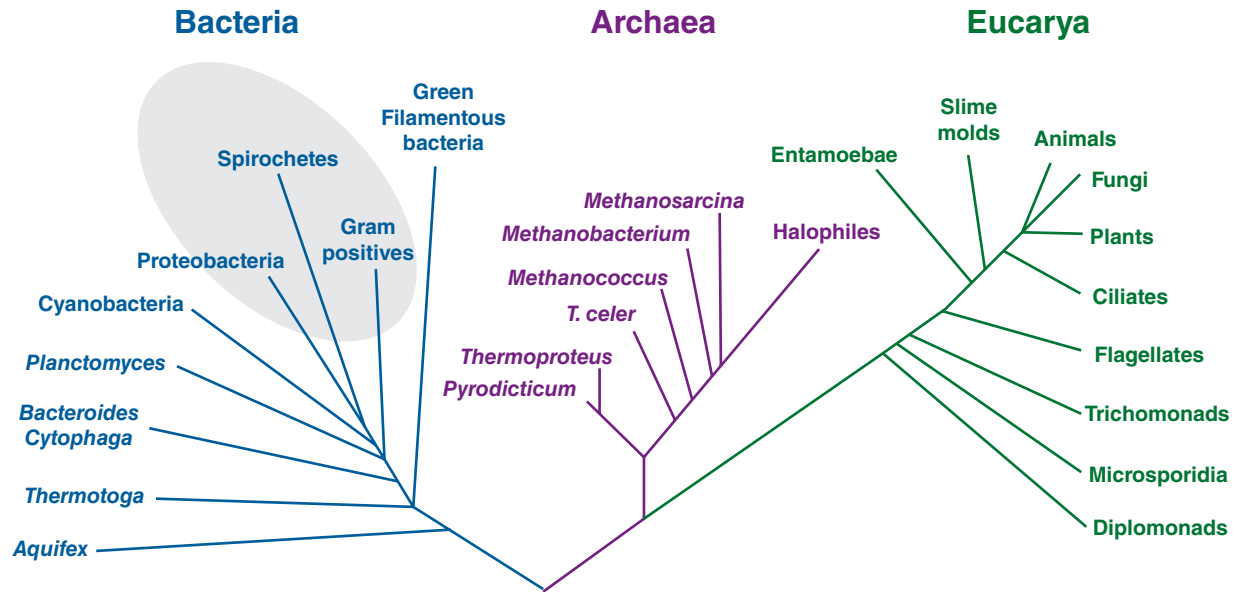 Bacteria
Archaea
Eucarya
Green
Filamentous
bacteria
Spirochetes
Gram
positives
Proteobacteria
Cyanobacteria
Planctomyces
Bacteroides
Cytophaga
Thermotoga
Aquifex
Methanosarcina
Methanobacterium
Halophiles
Methanococcus
T. celer
Thermoproteus
Pyrodicticum
Entamoebae
Slime
molds
Animals
Fungi
Plants
Ciliates
Flagellates
Trichomonads
Microsporidia
Diplomonads